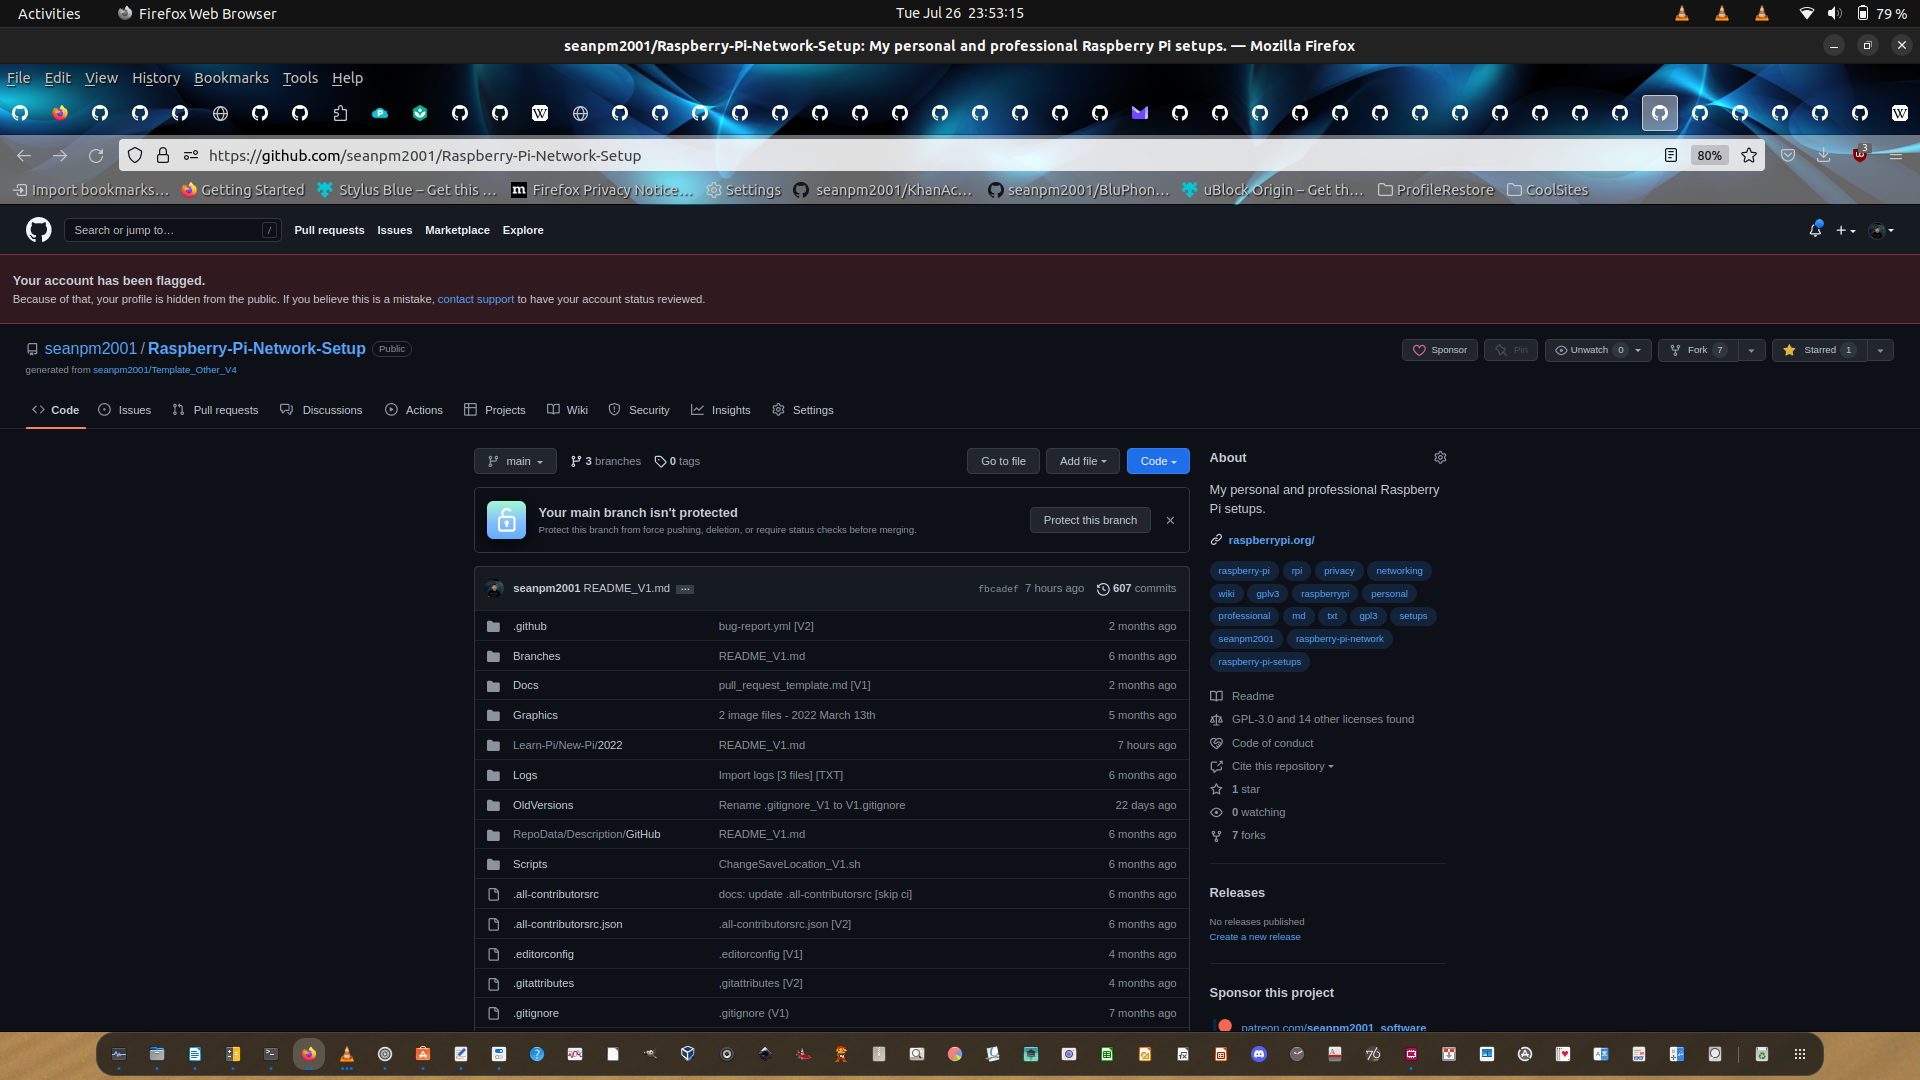 Activities Firefox Web Browser Tue Jul 26 23:53:15 79 %
seanpm2001/Raspberry-Pi-Network-Setup: My personal and professional Raspberry Pi setups. — Mozilla Firefox
File Edit View History Bookmarks Tools Help
https://github.com/seanpm2001/Raspberry-Pi-Network-Setup 80% 3
Import bookmarks… Getting Started Stylus Blue – Get this … Firefox Privacy Notice… Settings seanpm2001/KhanAc… seanpm2001/BluPhon… uBlock Origin – Get th… ProfileRestore CoolSites
Search or jump to… / Pull requests Issues Marketplace Explore
Your account has been flagged.
Because of that, your profile is hidden from the public. If you believe this is a mistake, contact support to have your account status reviewed.
seanpm2001 / Raspberry-Pi-Network-Setup Public Sponsor Pin Unwatch 0 Fork 7 Starred 1
generated from seanpm2001/Template_Other_V4
Code Issues Pull requests Discussions Actions Projects Wiki Security Insights Settings
main 3 branches 0 tags Go to file Add file Code
Your main branch isn't protected
Protect this branch from force pushing, deletion, or require status checks before merging.
Protect this branch
seanpm2001 README_V1.md ... fbcadef 7 hours ago 607 commits
.github bug-report.yml [V2] 2 months ago
Branches README_V1.md 6 months ago
Docs pull_request_template.md [V1] 2 months ago
Graphics 2 image files - 2022 March 13th 5 months ago
Learn-Pi/New-Pi/2022 README_V1.md 7 hours ago
Logs Import logs [3 files] [TXT] 6 months ago
OldVersions Rename .gitignore_V1 to V1.gitignore 22 days ago
RepoData/Description/GitHub README_V1.md 6 months ago
Scripts ChangeSaveLocation_V1.sh 6 months ago
.all-contributorsrc docs: update .all-contributorsrc [skip ci] 6 months ago
.all-contributorsrc.json .all-contributorsrc.json [V2] 6 months ago
.editorconfig .editorconfig [V1] 4 months ago
.gitattributes .gitattributes [V2] 4 months ago
.gitignore .gitignore (V1) 7 months ago
About
My personal and professional Raspberry
Pi setups.
raspberrypi.org/
raspberry-pi rpi privacy networking
wiki gplv3 raspberrypi personal
professional md txt gpl3 setups
seanpm2001 raspberry-pi-network
raspberry-pi-setups
Readme
GPL-3.0 and 14 other licenses found
Code of conduct
Cite this repository
1 star
0 watching
7 forks
Releases
No releases published
Create a new release
Sponsor this project
patreon.com/seanpm2001_software